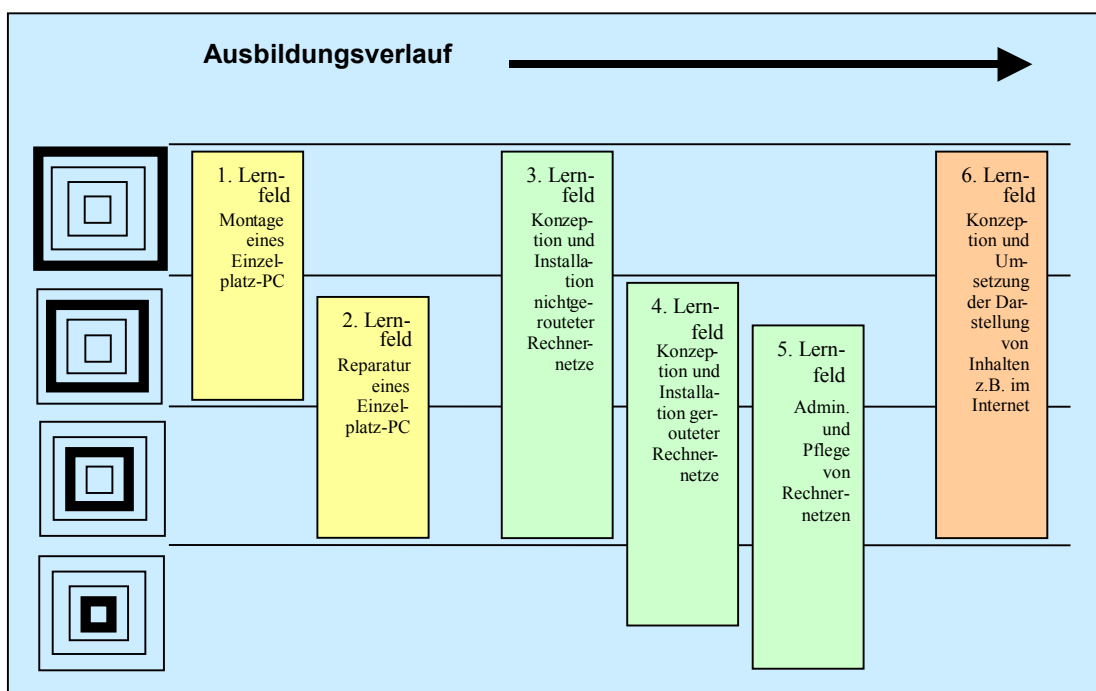 Ausbildungsverlauf
1. Lern-
feld
Montage
eines
Einzel-
platz-PC
2. Lern-
feld
Reparatur
eines
Einzel-
platz-PC
3. Lern-
feld
Konzep-
tion und
Installa-
tion
nichtge-
routeter
Rechner-
netze
4. Lern-
feld
Konzep-
tion und
Installa-
tion ger-
outeter
Rechner-
netze
5. Lern-
feld
Admin.
und
Pflege
von
Rechner-
netzen
6. Lern-
feld
Konzep-
tion und
Um-
setzung
der Dar-
stellung
von
Inhalten
z.B. im
Internet